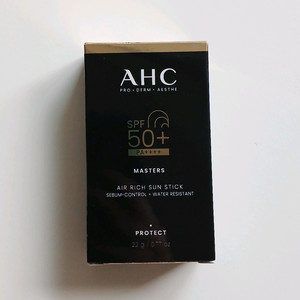 AHC
PRO • DERM • AESTHE
SPF
50+
PA++++
MASTERS
AIR RICH SUN STICK
SEBUM-CONTROL + WATER RESISTANT
PROTECT
22 g / 0.77 oz